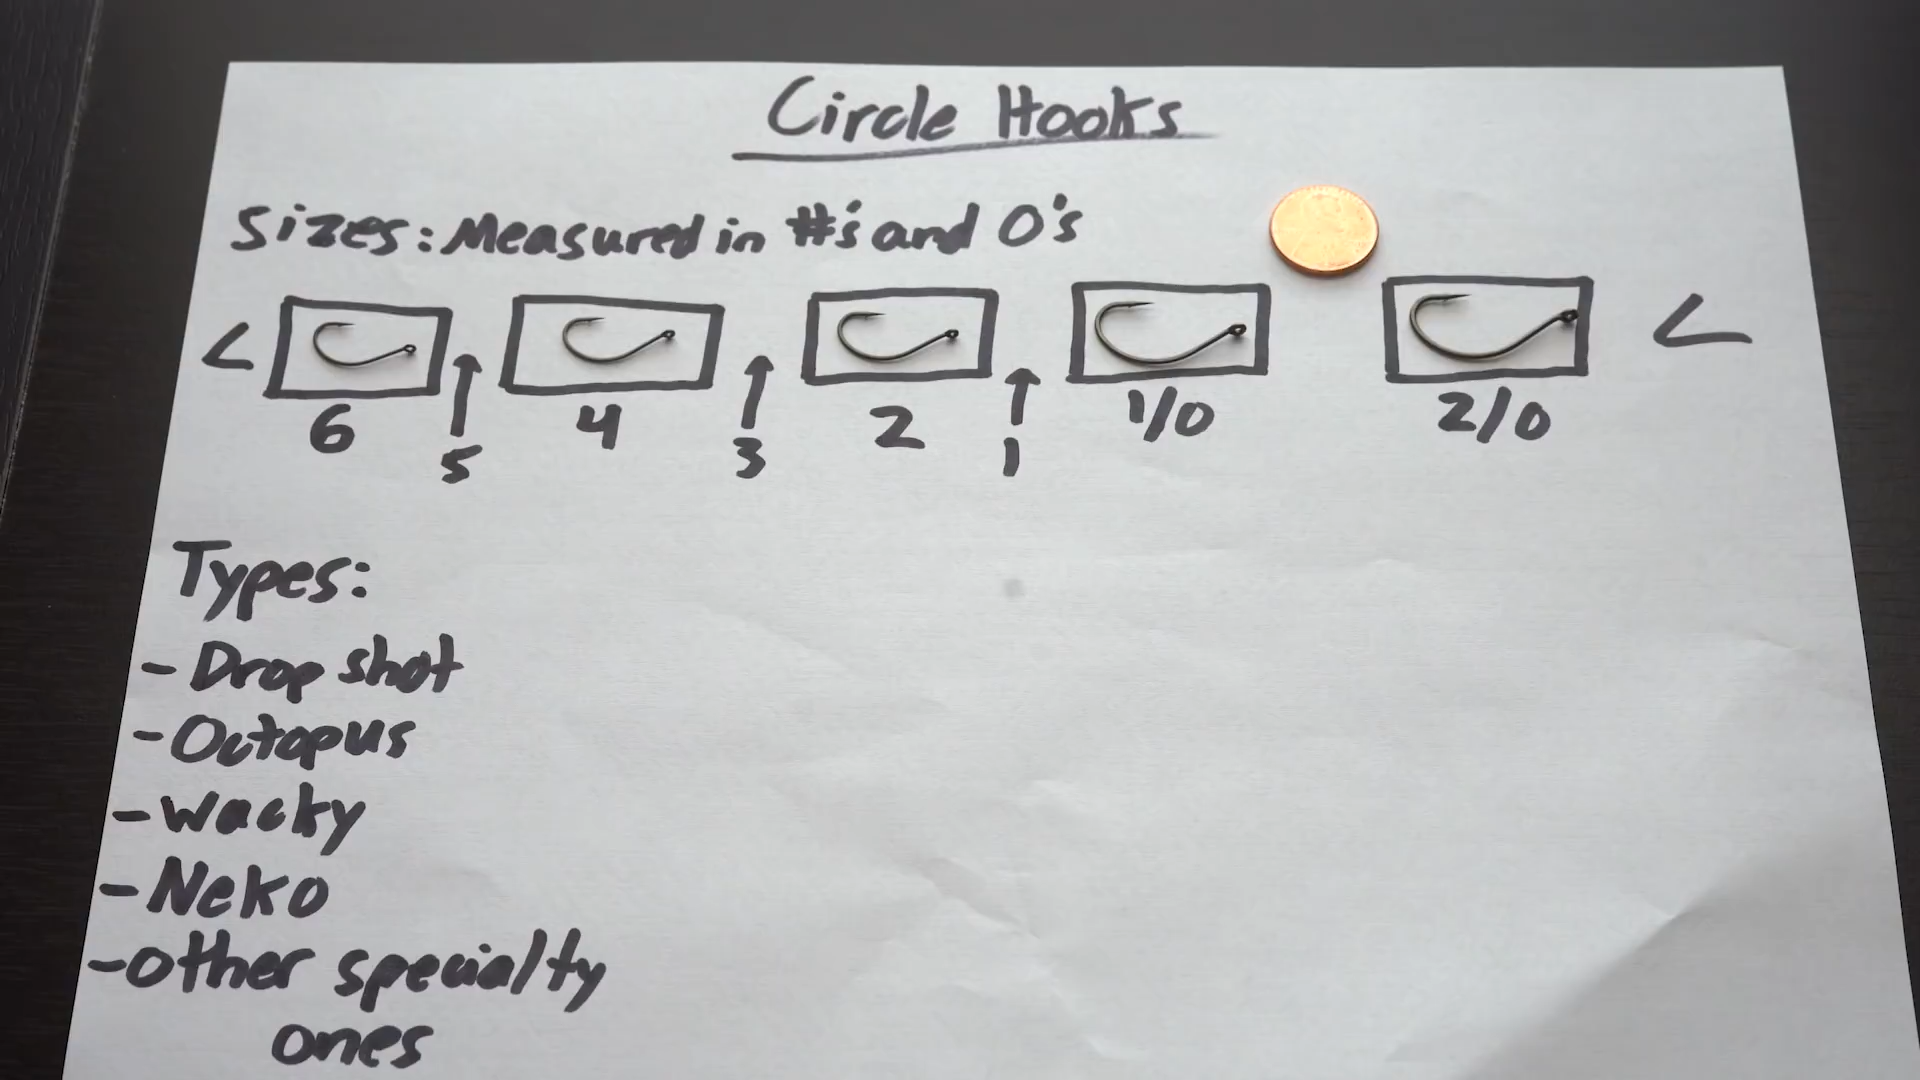 Circle Hooks
Sizes: Measured in #'s and O's
< 6 4 2 1/0 2/0 <
5 3 1
Types:
- Drop shot
- Octopus
- Wacky
- Neko
- Other specialty
ones